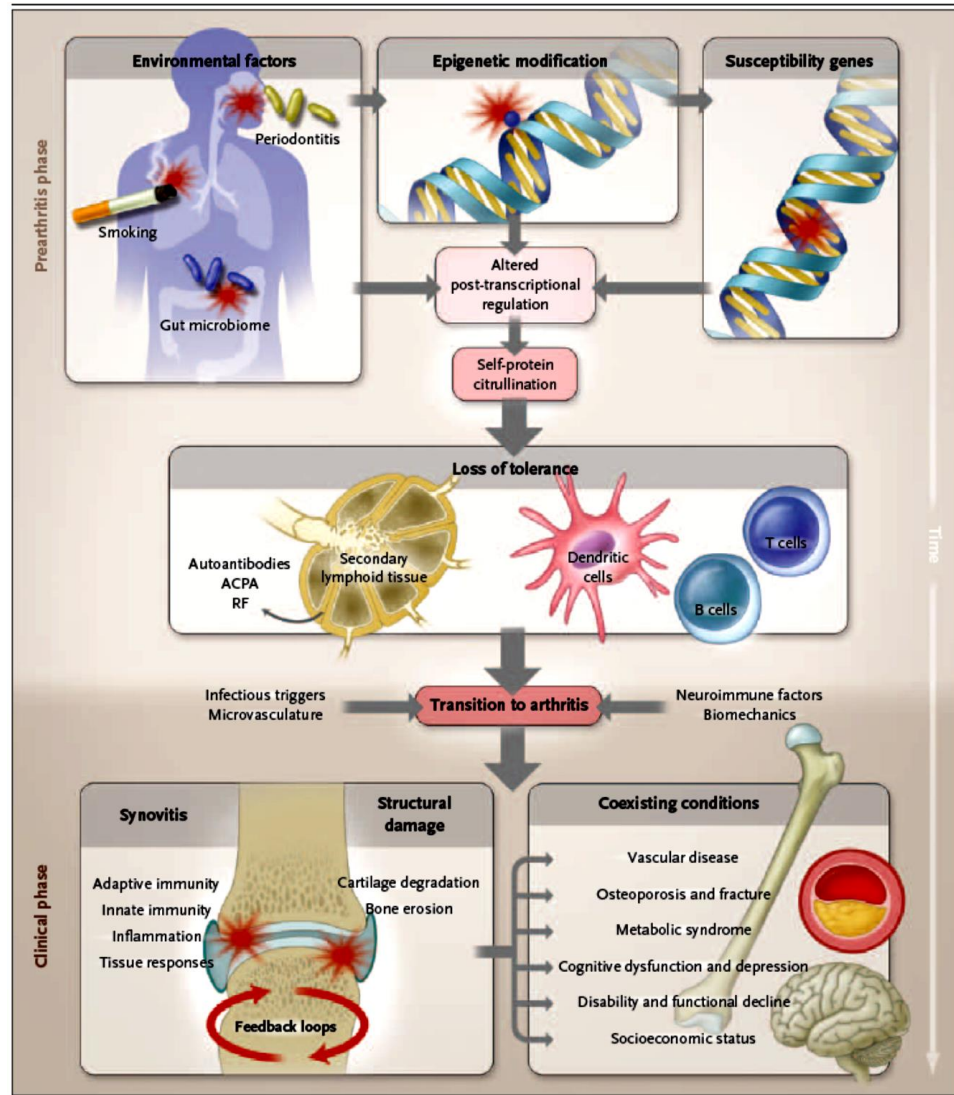 Prearthritis phase
Environmental factors
Periodontitis
Smoking
Gut microbiome
Epigenetic modification
Susceptibility genes
Altered
post-transcriptional
regulation
Self-protein
citrullination
Loss of tolerance
Autoantibodies
ACPA
RF
Secondary
lymphoid tissue
Dendritic
cells
T cells
B cells
Time
Infectious triggers
Microvasculature
Transition to arthritis
Neuroimmune factors
Biomechanics
Clinical phase
Synovitis
Adaptive immunity
Innate immunity
Inflammation
Tissue responses
Structural
damage
Cartilage degradation
Bone erosion
Feedback loops
Coexisting conditions
Vascular disease
Osteoporosis and fracture
Metabolic syndrome
Cognitive dysfunction and depression
Disability and functional decline
Socioeconomic status